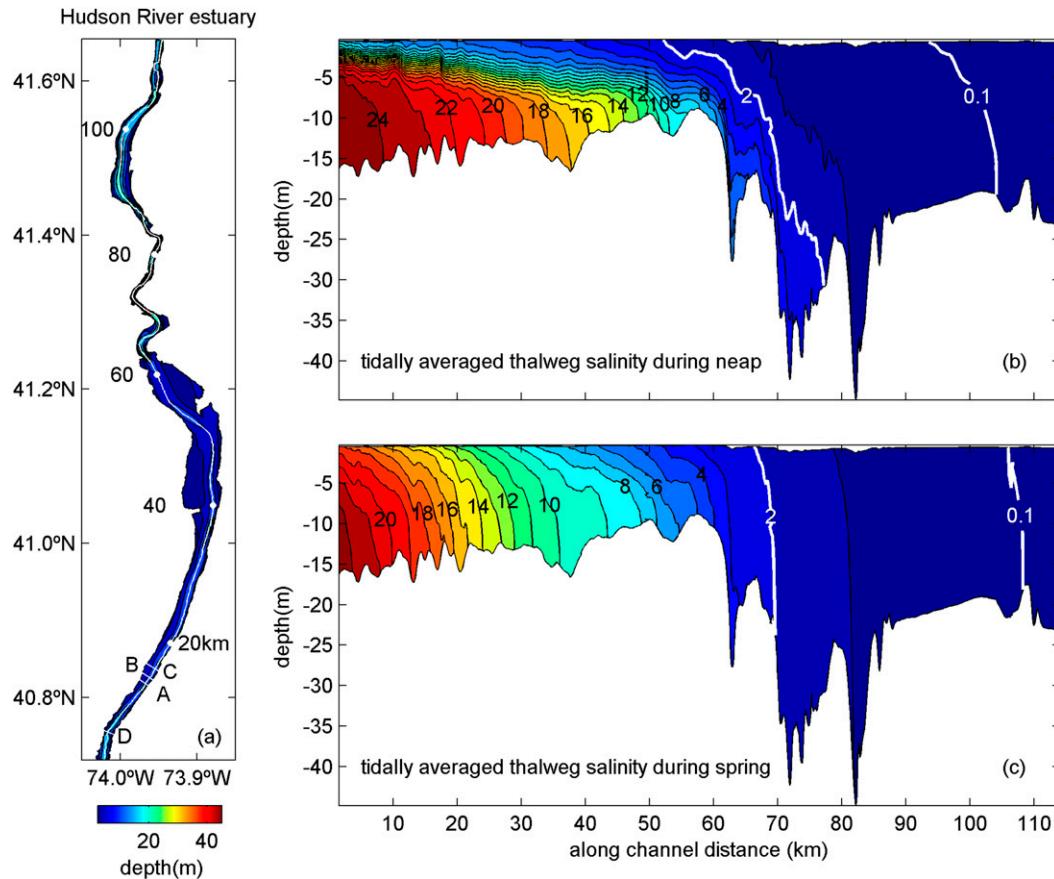 Hudson River estuary
41.6ºN
41.4ºN
41.2ºN
41.0ºN
40.8ºN
100
80
60
40
20km
B
C
A
D
(a)
74.0ºW 73.9ºW
20 40
depth(m)
-5
-10
-15
-20
-25
-30
-35
-40
depth(m)
24 22 20 18 16 14 12 10 8 6 4 2 0.1
tidally averaged thalweg salinity during neap (b)
-5
-10
-15
-20
-25
-30
-35
-40
depth(m)
20 18 16 14 12 10 8 6 4 2 0.1
tidally averaged thalweg salinity during spring (c)
10 20 30 40 50 60 70 80 90 100 110
along channel distance (km)